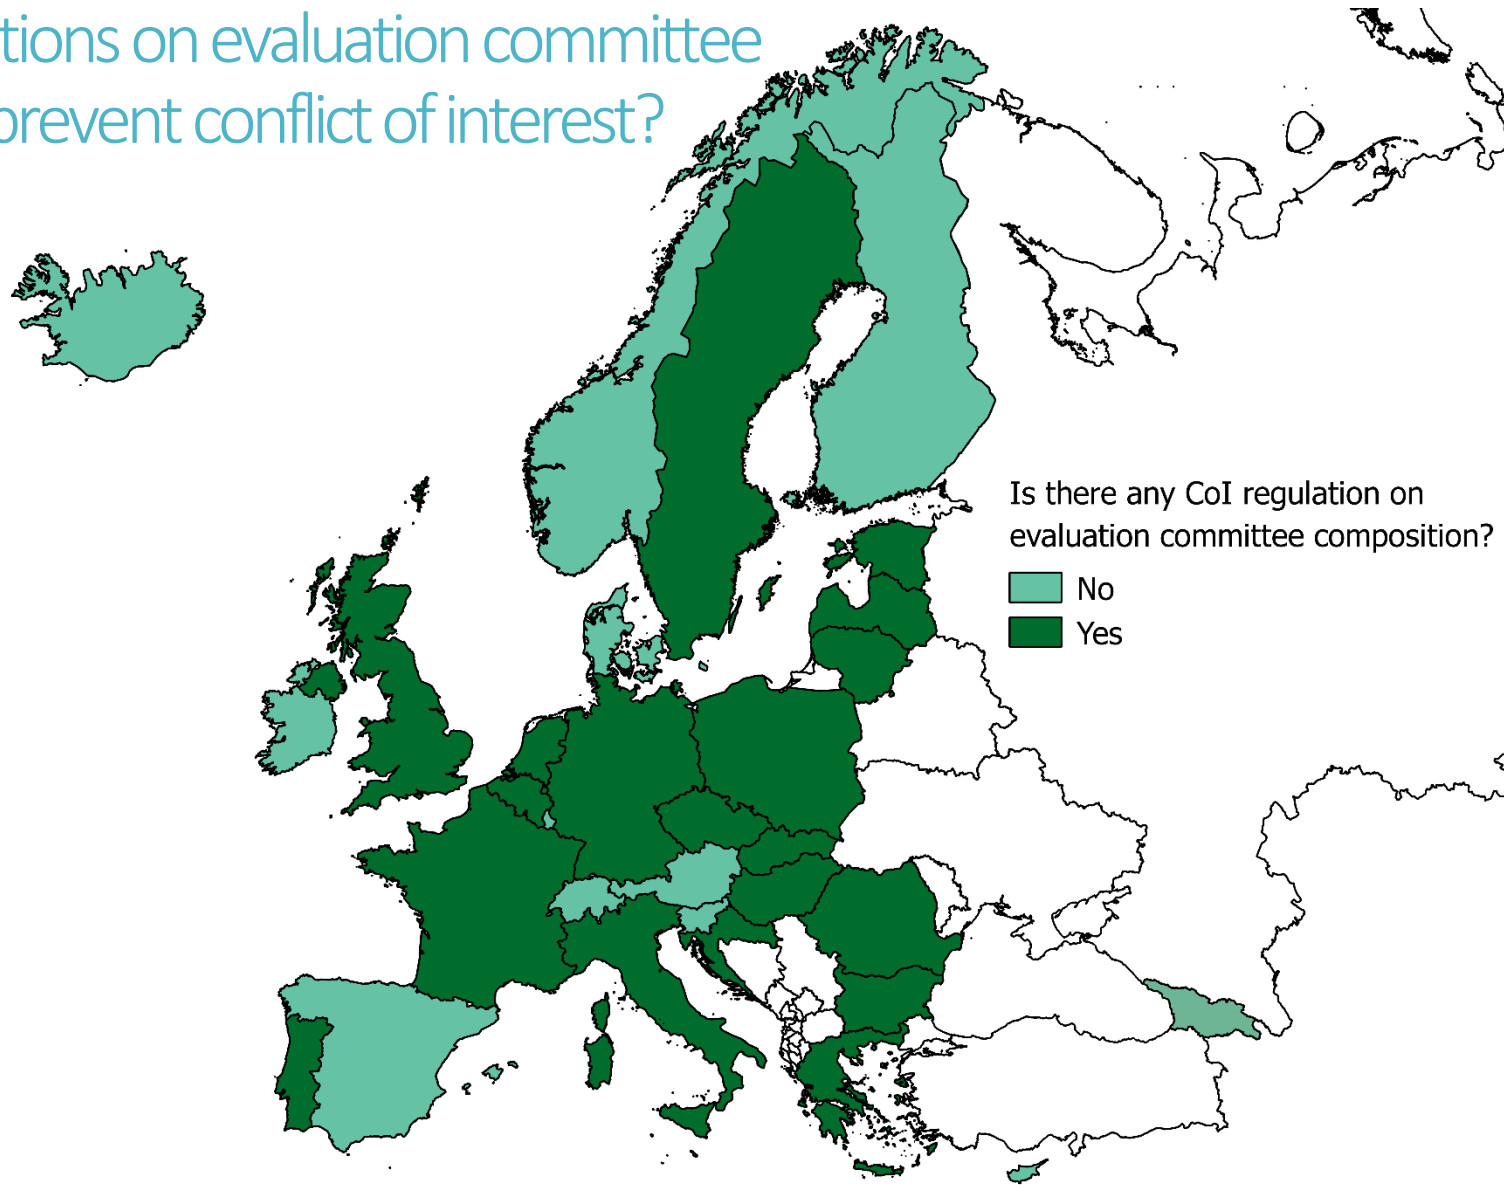 tions on evaluation committee
prevent conflict of interest?
Is there any CoI regulation on
evaluation committee composition?
No
Yes